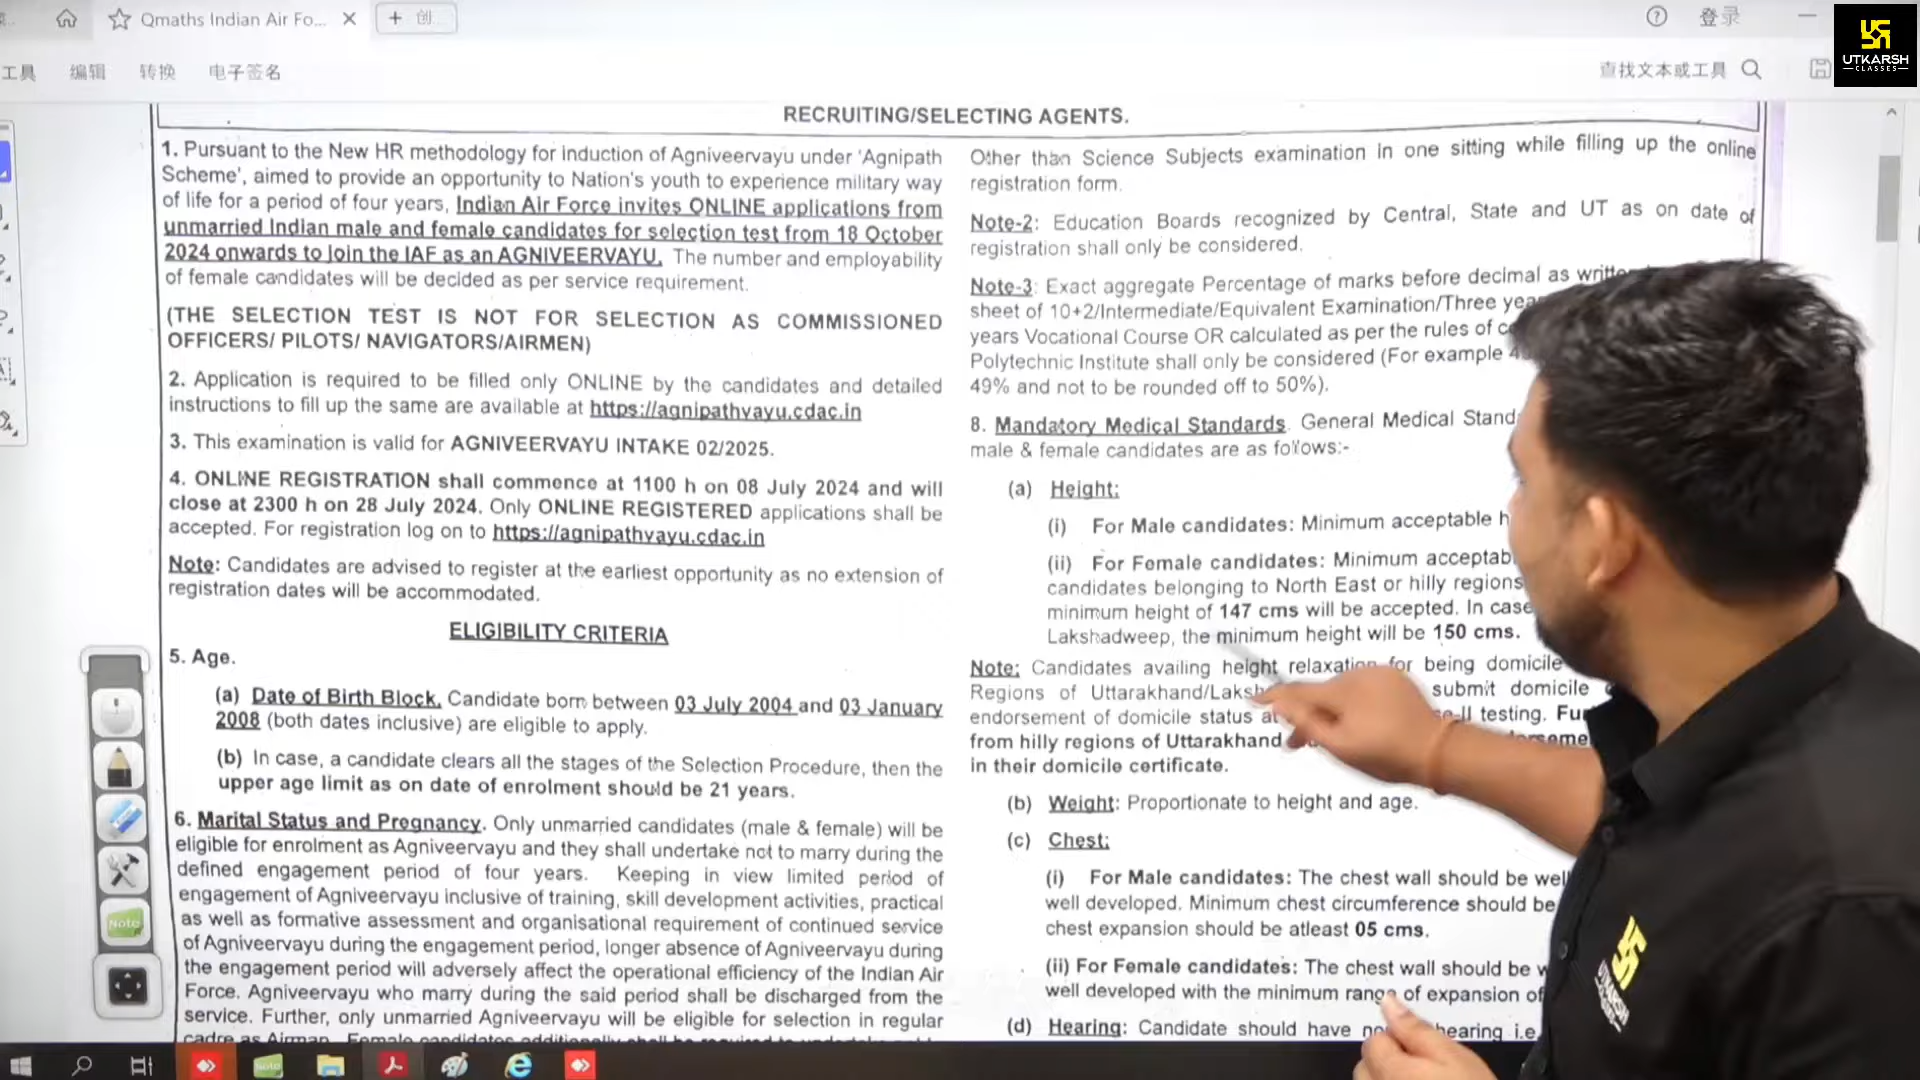 Qmaths Indian Air Fo...
创
登录
工具 编辑 转换 电子签名
查找文本或工具
UTKARSH
CLASSES
RECRUITING/SELECTING AGENTS.
1. Pursuant to the New HR methodology for induction of Agniveervayu under 'Agnipath
Scheme', aimed to provide an opportunity to Nation's youth to experience military way
of life for a period of four years, Indian Air Force invites ONLINE applications from
unmarried Indian male and female candidates for selection test from 18 October
2024 onwards to join the IAF as an AGNIVEERVAYU. The number and employability
of female candidates will be decided as per service requirement.
(THE SELECTION TEST IS NOT FOR SELECTION AS COMMISSIONED
OFFICERS/ PILOTS/ NAVIGATORS/AIRMEN)
2. Application is required to be filled only ONLINE by the candidates and detailed
instructions to fill up the same are available at https://agnipathvayu.cdac.in
3. This examination is valid for AGNIVEERVAYU INTAKE 02/2025.
4. ONLINE REGISTRATION shall commence at 1100 h on 08 July 2024 and will
close at 2300 h on 28 July 2024. Only ONLINE REGISTERED applications shall be
accepted. For registration log on to https://agnipathvayu.cdac.in
Note: Candidates are advised to register at the earliest opportunity as no extension of
registration dates will be accommodated.
ELIGIBILITY CRITERIA
5. Age.
(a) Date of Birth Block. Candidate born between 03 July 2004 and 03 January
2008 (both dates inclusive) are eligible to apply.
(b) In case, a candidate clears all the stages of the Selection Procedure, then the
upper age limit as on date of enrolment should be 21 years.
6. Marital Status and Pregnancy. Only unmarried candidates (male & female) will be
eligible for enrolment as Agniveervayu and they shall undertake not to marry during the
defined engagement period of four years. Keeping in view limited period of
engagement of Agniveervayu inclusive of training, skill development activities, practical
as well as formative assessment and organisational requirement of continued service
of Agniveervayu during the engagement period, longer absence of Agniveervayu during
the engagement period will adversely affect the operational efficiency of the Indian Air
Force. Agniveervayu who marry during the said period shall be discharged from the
service. Further, only unmarried Agniveervayu will be eligible for selection in regular
cadre as Airman. Female candidates additionally shall be required to undertake not to
Other than Science Subjects examination in one sitting while filling up the online
registration form.
Note-2: Education Boards recognized by Central, State and UT as on date of
registration shall only be considered.
Note-3: Exact aggregate Percentage of marks before decimal as written
sheet of 10+2/Intermediate/Equivalent Examination/Three
years Vocational Course OR calculated as per the rules of
Polytechnic Institute shall only be considered (For example
49% and not to be rounded off to 50%).
8. Mandatory Medical Standards. General Medical
male & female candidates are as follows:-
(a) Height:
(i) For Male candidates: Minimum acceptable
(ii) For Female candidates: Minimum
candidates belonging to North East or hilly regions
minimum height of 147 cms will be accepted. In case
Lakshadweep, the minimum height will be 150 cms.
Note: Candidates availing height relaxation for being domicile
Regions of submit domicile
endorsement of domicile status at testing.
from hilly regions of Uttarakhand
in their domicile certificate.
(b) Weight: Proportionate to height and age.
(c) Chest:
(i) For Male candidates: The chest wall should be well
well developed. Minimum chest circumference should be
chest expansion should be atleast 05 cms.
(ii) For Female candidates: The chest wall should be
well developed with the minimum range of expansion of
(d) Hearing: Candidate should have hearing i.e.
Note
UTKARSH